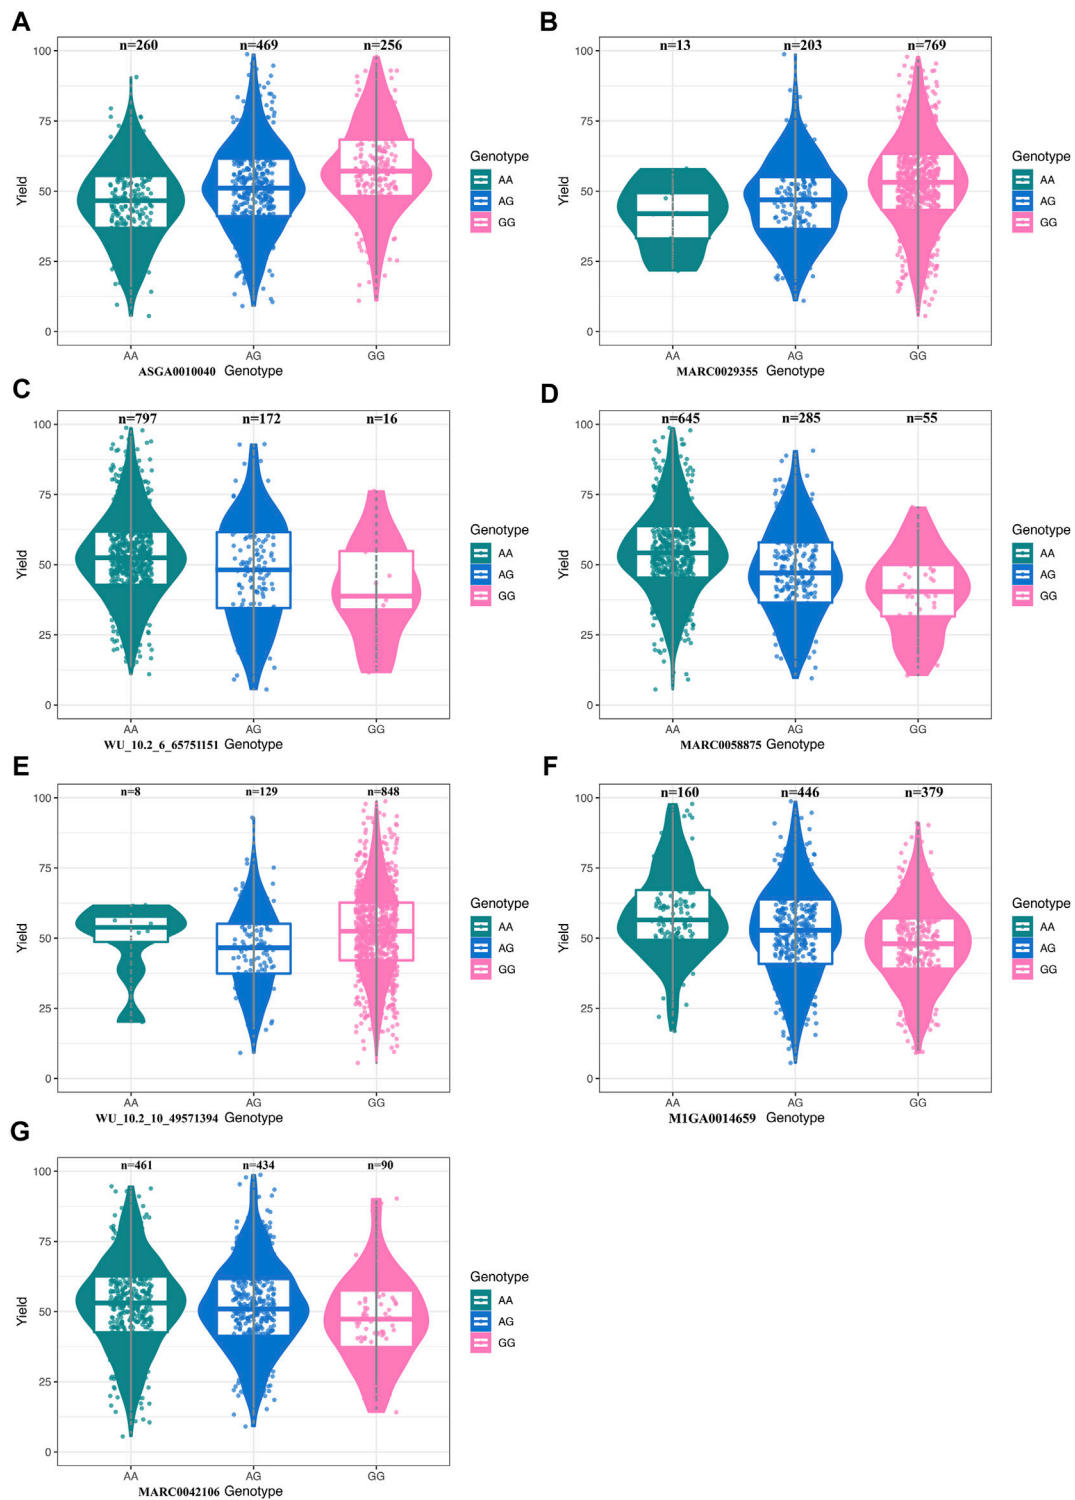 A
n=260 n=469 n=256
100
75
50
25
0
Yield
AA AG GG
ASGA0010040 Genotype
Genotype
AA
AG
GG
B
n=13 n=203 n=769
100
75
50
25
0
Yield
AA AG GG
MARC0029355 Genotype
Genotype
AA
AG
GG
C
n=797 n=172 n=16
100
75
50
25
0
Yield
AA AG GG
WU_10.2_6_65751151 Genotype
Genotype
AA
AG
GG
D
n=645 n=285 n=55
100
75
50
25
0
Yield
AA AG GG
MARC0058875 Genotype
Genotype
AA
AG
GG
E
n=8 n=129 n=848
100
75
50
25
0
Yield
AA AG GG
WU_10.2_10_49571394 Genotype
Genotype
AA
AG
GG
F
n=160 n=446 n=379
100
75
50
25
0
Yield
AA AG GG
M1GA0014659 Genotype
Genotype
AA
AG
GG
G
n=461 n=434 n=90
100
75
50
25
0
Yield
AA AG GG
MARC0042106 Genotype
Genotype
AA
AG
GG